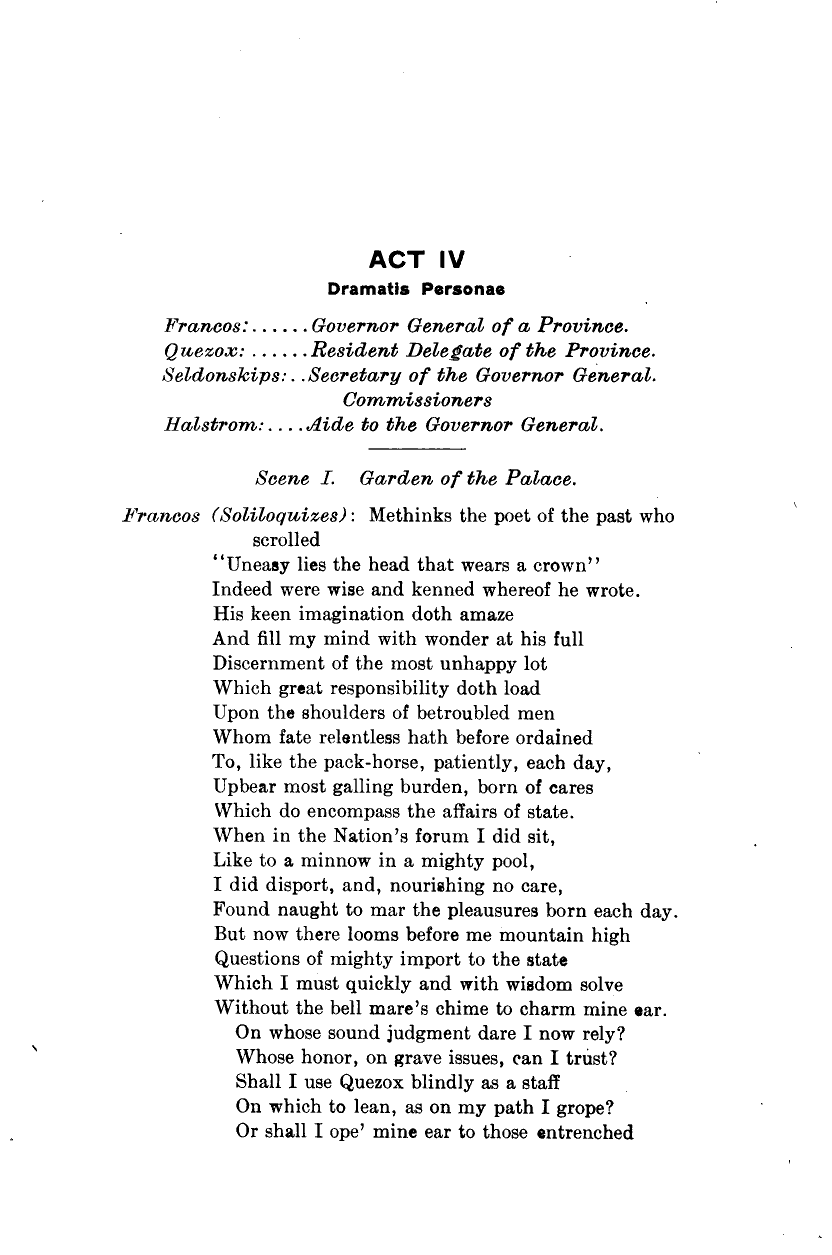 ACT IV
Dramatis Personae
Francos:......Governor General of a Province.
Quezox: ......Resident Delegate of the Province.
Seldonskips:..Secretary of the Governor General.
Commissioners
Halstrom:....Aide to the Governor General.
Scene I. Garden of the Palace.
Francos (Soliloquizes): Methinks the poet of the past who
scrolled
"Uneasy lies the head that wears a crown"
Indeed were wise and kenned whereof he wrote.
His keen imagination doth amaze
And fill my mind with wonder at his full
Discernment of the most unhappy lot
Which great responsibility doth load
Upon the shoulders of betroubled men
Whom fate relentless hath before ordained
To, like the pack-horse, patiently, each day,
Upbear most galling burden, born of cares
Which do encompass the affairs of state.
When in the Nation's forum I did sit,
Like to a minnow in a mighty pool,
I did disport, and, nourishing no care,
Found naught to mar the pleausures born each day.
But now there looms before me mountain high
Questions of mighty import to the state
Which I must quickly and with wisdom solve
Without the bell mare's chime to charm mine ear.
On whose sound judgment dare I now rely?
Whose honor, on grave issues, can I trust?
Shall I use Quezox blindly as a staff
On which to lean, as on my path I grope?
Or shall I ope' mine ear to those entrenched